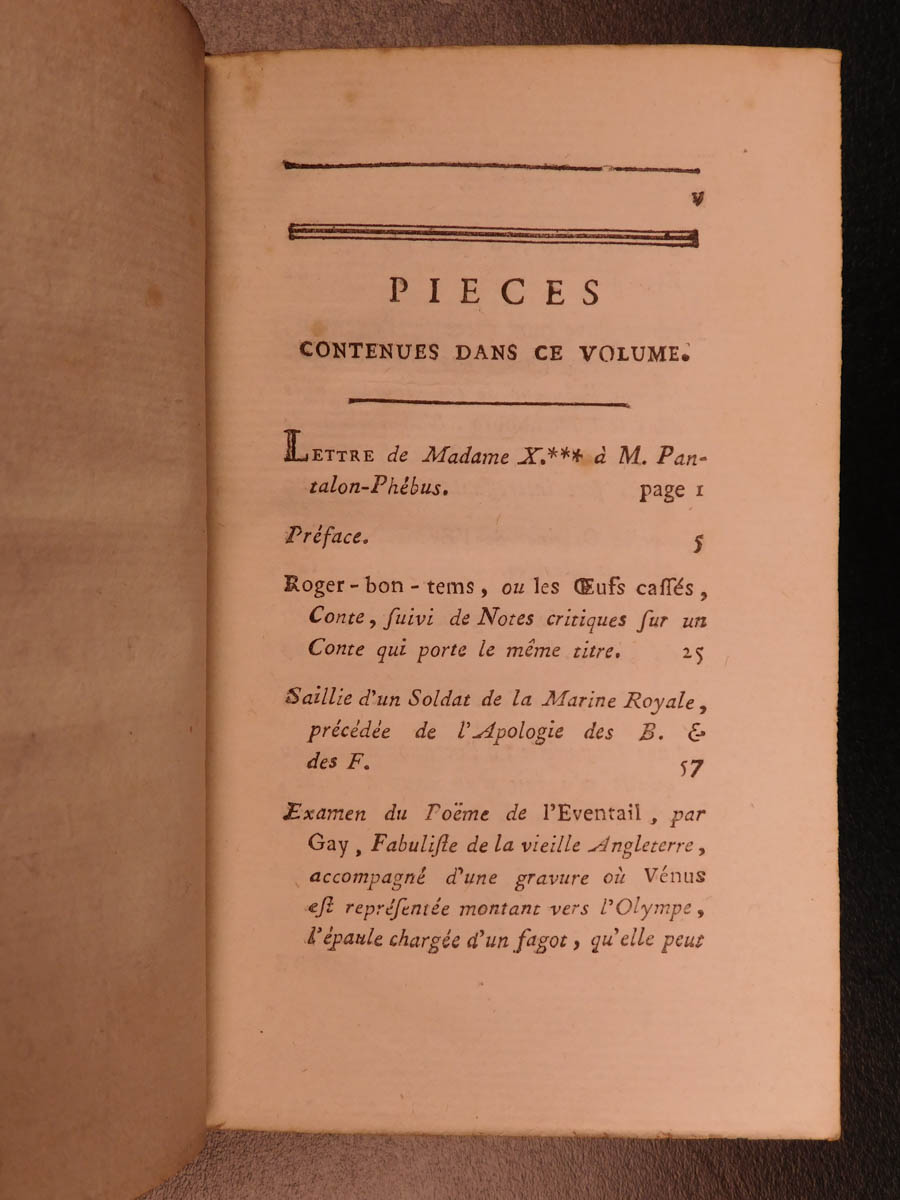 v
PIECES
CONTENUES DANS CE VOLUME.
LETTRE de Madame X.*** à M. Pan-
talon-Phébus. page 1
Préface. 5
Roger-bon-tems, ou les Œufs caſſés,
Conte, ſuivi de Notes critiques ſur un
Conte qui porte le même titre. 25
Saillie d'un Soldat de la Marine Royale,
précédée de l'Apologie des B. &
des F. 57
Examen du Poëme de l'Eventail, par
Gay, Fabuliſte de la vieille Angleterre,
accompagné d'une gravure où Vénus
eſt repréſentée montant vers l'Olympe,
l'épaule chargée d'un fagot, qu'elle peut